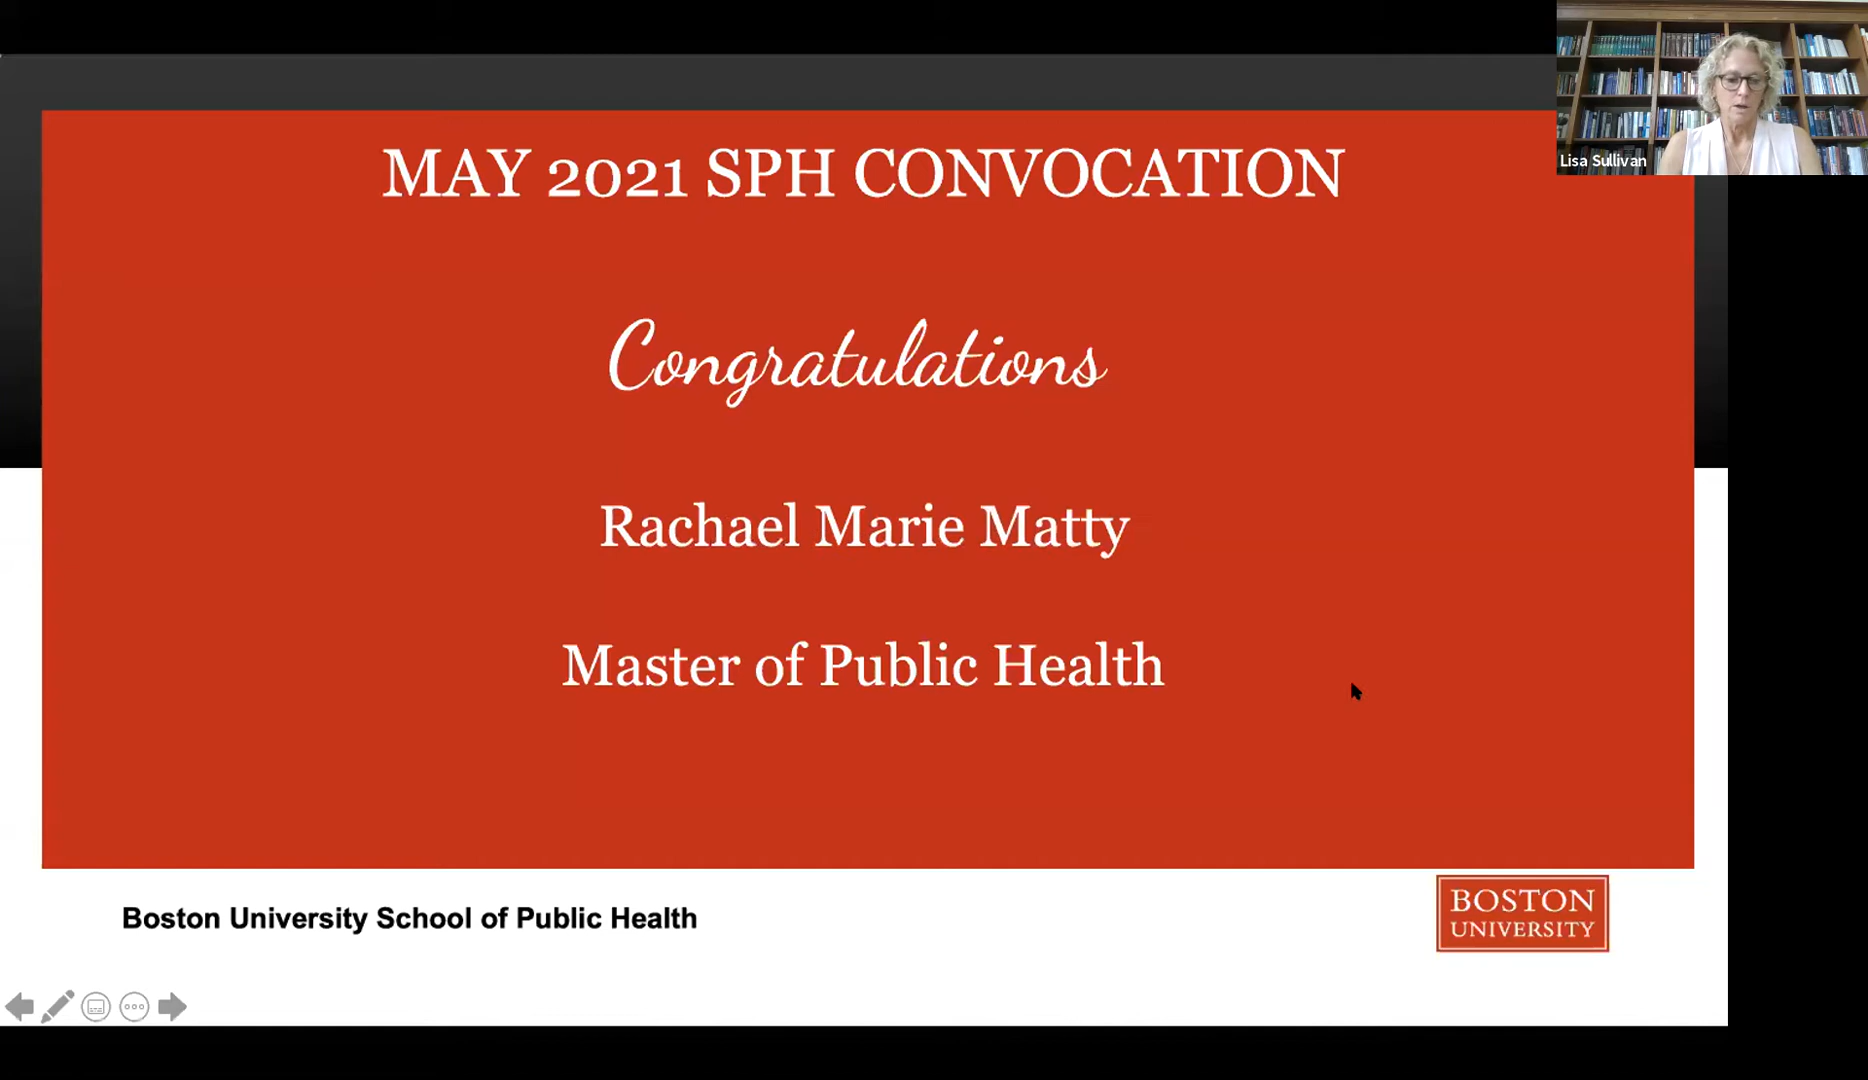 MAY 2021 SPH CONVOCATION
Lisa Sullivan
Congratulations
Rachael Marie Matty
Master of Public Health
Boston University School of Public Health
BOSTON
UNIVERSITY